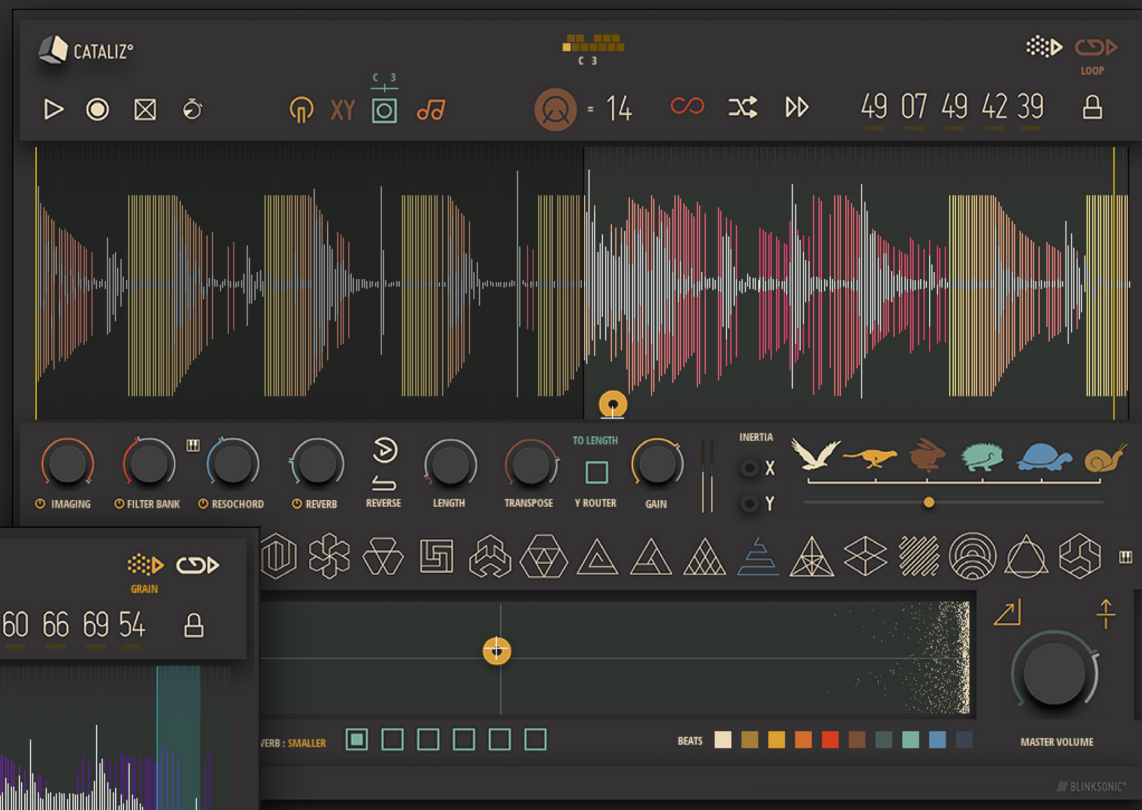 CATALIZ°
C 3
LOOP
C 3
XY
= 14
49 07 49 42 39
TO LENGTH
INERTIA
X
IMAGING
FILTER BANK
RESOCHORD
REVERB
REVERSE
LENGTH
TRANSPOSE
Y ROUTER
GAIN
Y
GRAIN
60 66 69 54
VERB : SMALLER
BEATS
MASTER VOLUME
BLINKSONIC°